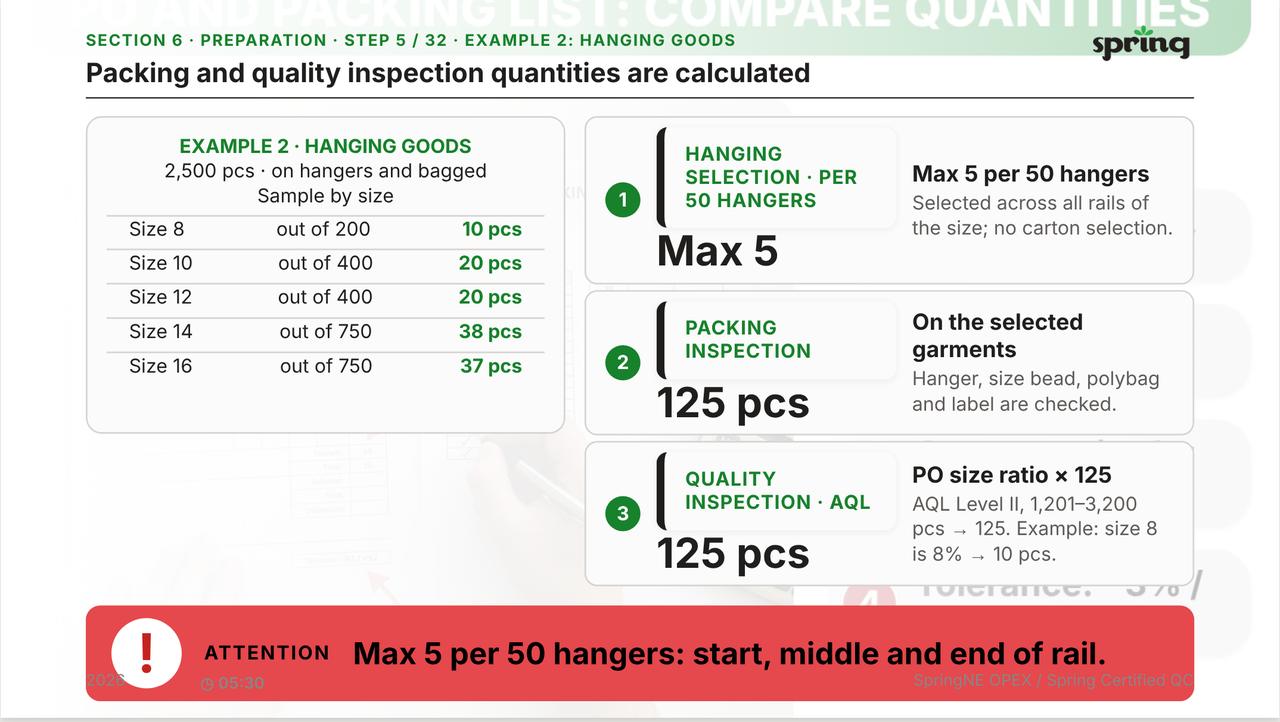 PO AND PACKING LIST: COMPARE QUANTITIES
SECTION 6 · PREPARATION · STEP 5 / 32 · EXAMPLE 2: HANGING GOODS
spring
Packing and quality inspection quantities are calculated
EXAMPLE 2 · HANGING GOODS
2,500 pcs · on hangers and bagged
Sample by size
Size 8 out of 200 10 pcs
Size 10 out of 400 20 pcs
Size 12 out of 400 20 pcs
Size 14 out of 750 38 pcs
Size 16 out of 750 37 pcs
1
HANGING
SELECTION · PER
50 HANGERS
Max 5
Max 5 per 50 hangers
Selected across all rails of
the size; no carton selection.
2
PACKING
INSPECTION
125 pcs
On the selected
garments
Hanger, size bead, polybag
and label are checked.
3
QUALITY
INSPECTION · AQL
125 pcs
PO size ratio × 125
AQL Level II, 1,201–3,200
pcs → 125. Example: size 8
is 8% → 10 pcs.
4
Tolerance: 3% /
!
ATTENTION
Max 5 per 50 hangers: start, middle and end of rail.
2026
05:30
SpringNE OPEX / Spring Certified QC